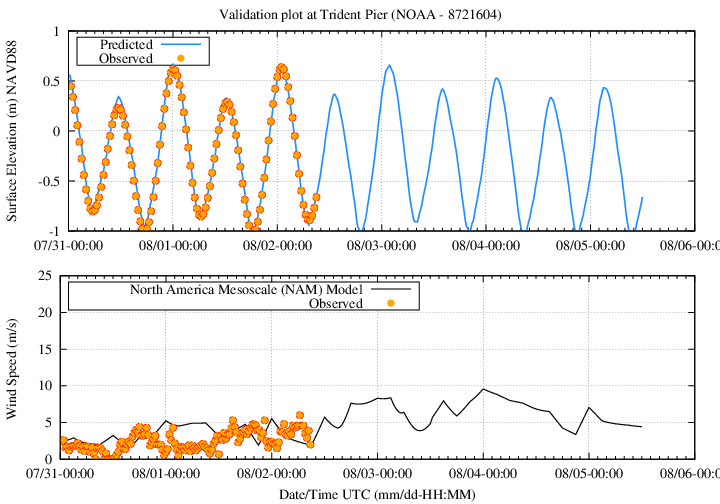 Validation plot at Trident Pier (NOAA - 8721604)
Surface Elevation (m) NAVD88
Predicted
Observed
1
0.5
0
-0.5
-1
07/31-00:00 08/01-00:00 08/02-00:00 08/03-00:00 08/04-00:00 08/05-00:00 08/06-00:00
Wind Speed (m/s)
North America Mesoscale (NAM) Model
Observed
25
20
15
10
5
0
07/31-00:00 08/01-00:00 08/02-00:00 08/03-00:00 08/04-00:00 08/05-00:00 08/06-00:00
Date/Time UTC (mm/dd-HH:MM)